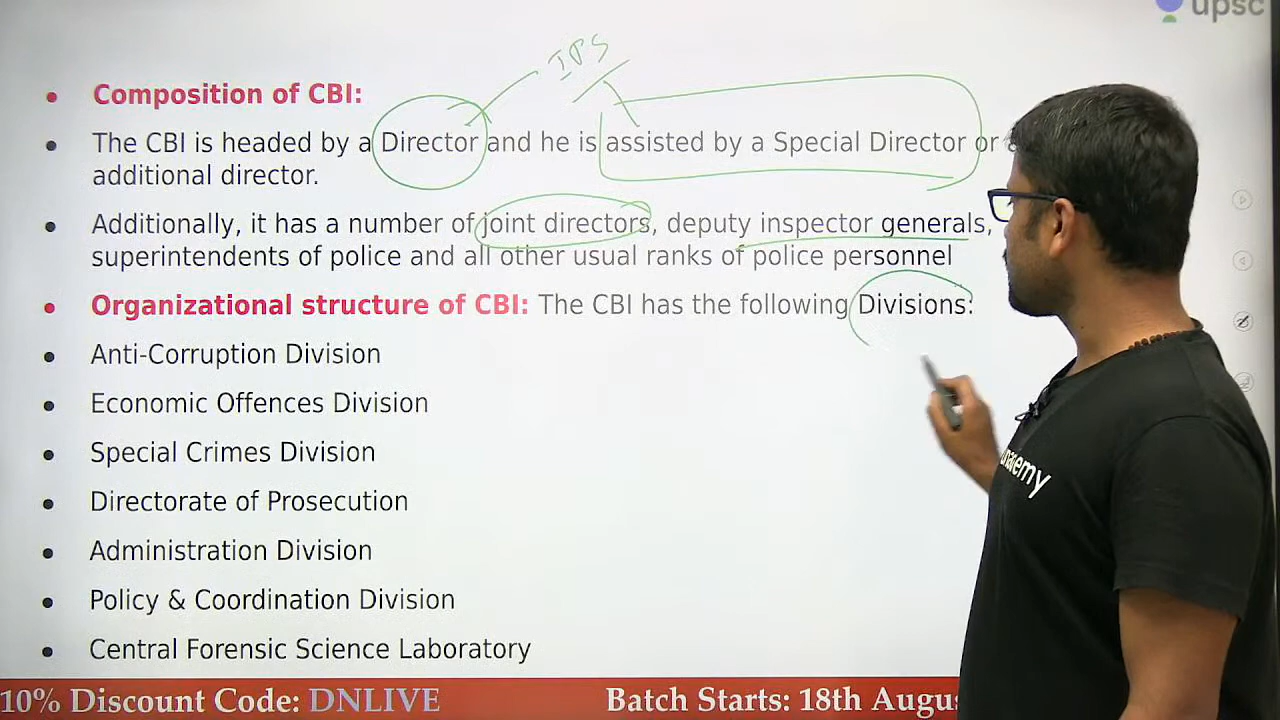 upsc
IPS
Composition of CBI:
The CBI is headed by a Director and he is assisted by a Special Director or
additional director.
Additionally, it has a number of joint directors, deputy inspector generals,
superintendents of police and all other usual ranks of police personnel
Organizational structure of CBI: The CBI has the following Divisions:
Anti-Corruption Division
Economic Offences Division
Special Crimes Division
Directorate of Prosecution
Administration Division
Policy & Coordination Division
Central Forensic Science Laboratory
10% Discount Code: DNLIVE
Batch Starts: 18th